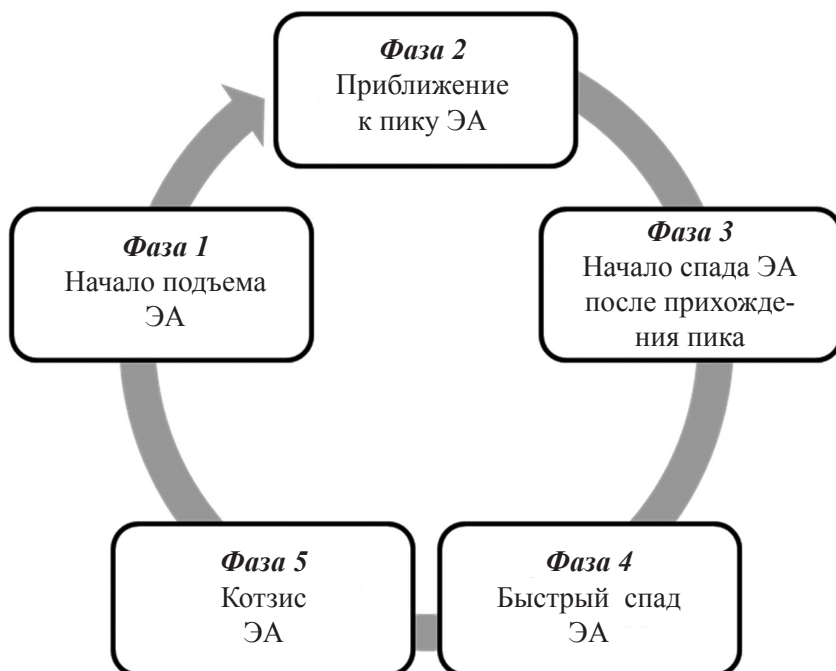 Фаза 2
Приближение
к пику ЭА
Фаза 1
Начало подъема
ЭА
Фаза 3
Начало спада ЭА
после прихожде-
ния пика
Фаза 5
Котзис
ЭА
Фаза 4
Быстрый спад
ЭА